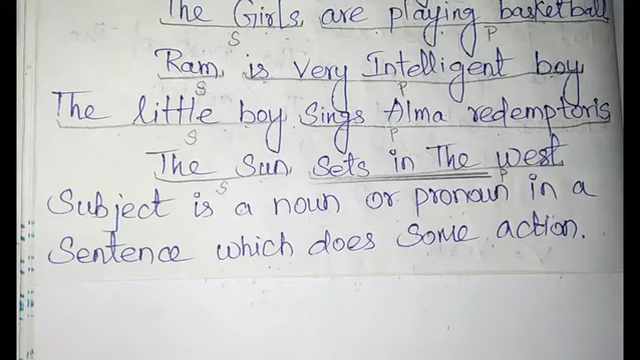 The Girls, are playing basketball
S P
Ram, is very Intelligent boy
S P
The little boy Sings Alma redemptoris
S P
The Sun, Sets in The west
S P
Subject is a noun or pronoun in a
Sentence which does Some action.